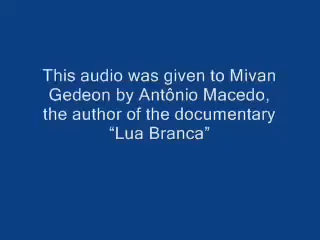 This audio was given to Mivan
Gedeon by Antônio Macedo,
the author of the documentary
“Lua Branca”